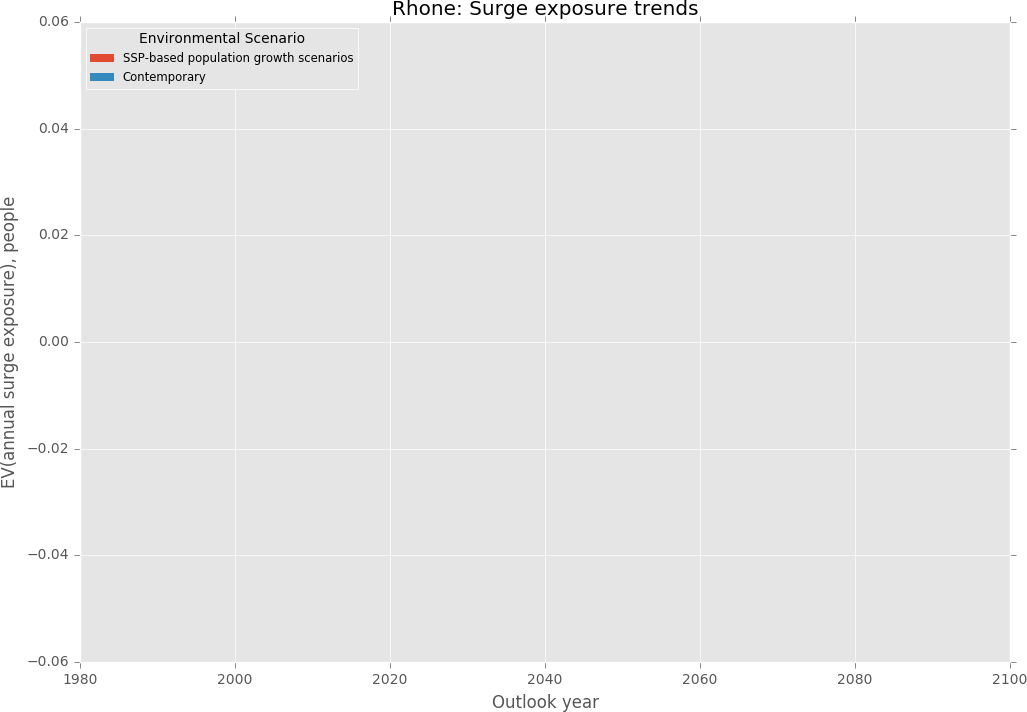 Rhone: Surge exposure trends
Environmental Scenario
SSP-based population growth scenarios
Contemporary
EV(annual surge exposure), people
0.06
0.04
0.02
0.00
−0.02
−0.04
−0.06
1980 2000 2020 2040 2060 2080 2100
Outlook year